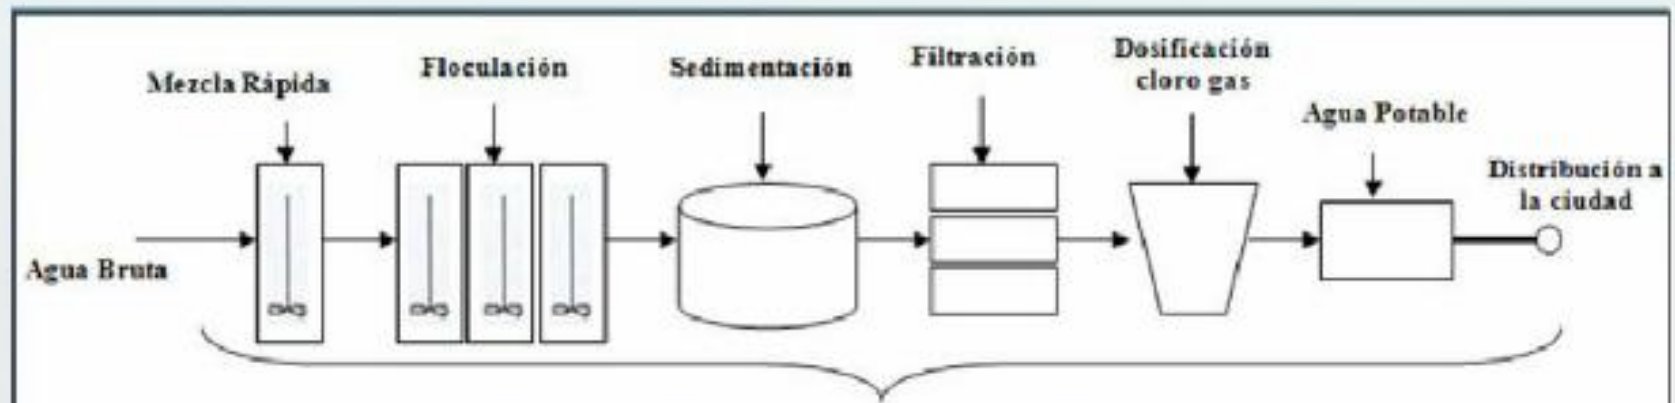 Mezcla Rápida
Floculación
Sedimentación
Filtración
Dosificación
cloro gas
Agua Potable
Distribución a
la ciudad
Agua Bruta